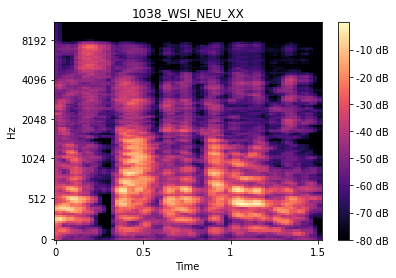 1038_WSI_NEU_XX
8192
4096
2048
1024
512
0
Hz
0
0.5
1
1.5
Time
-10 dB
-20 dB
-30 dB
-40 dB
-50 dB
-60 dB
-70 dB
-80 dB